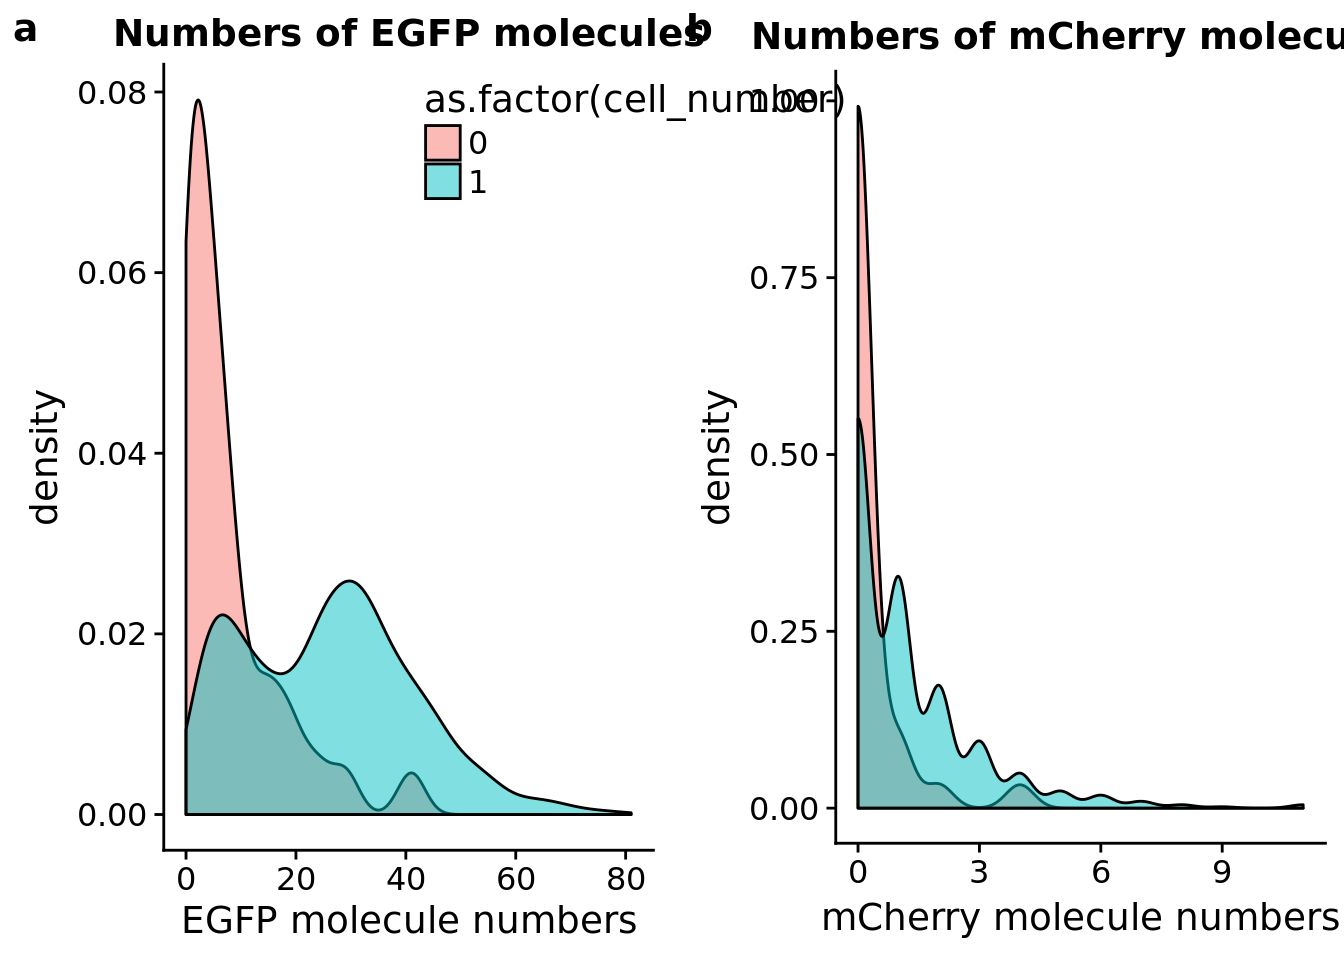 a
Numbers of EGFP molecules
as.factor(cell_number)
0
1
0.08
0.06
0.04
0.02
0.00
density
0
20
40
60
80
EGFP molecule numbers
b
Numbers of mCherry molecu
1.00
0.75
0.50
0.25
0.00
density
0
3
6
9
mCherry molecule numbers